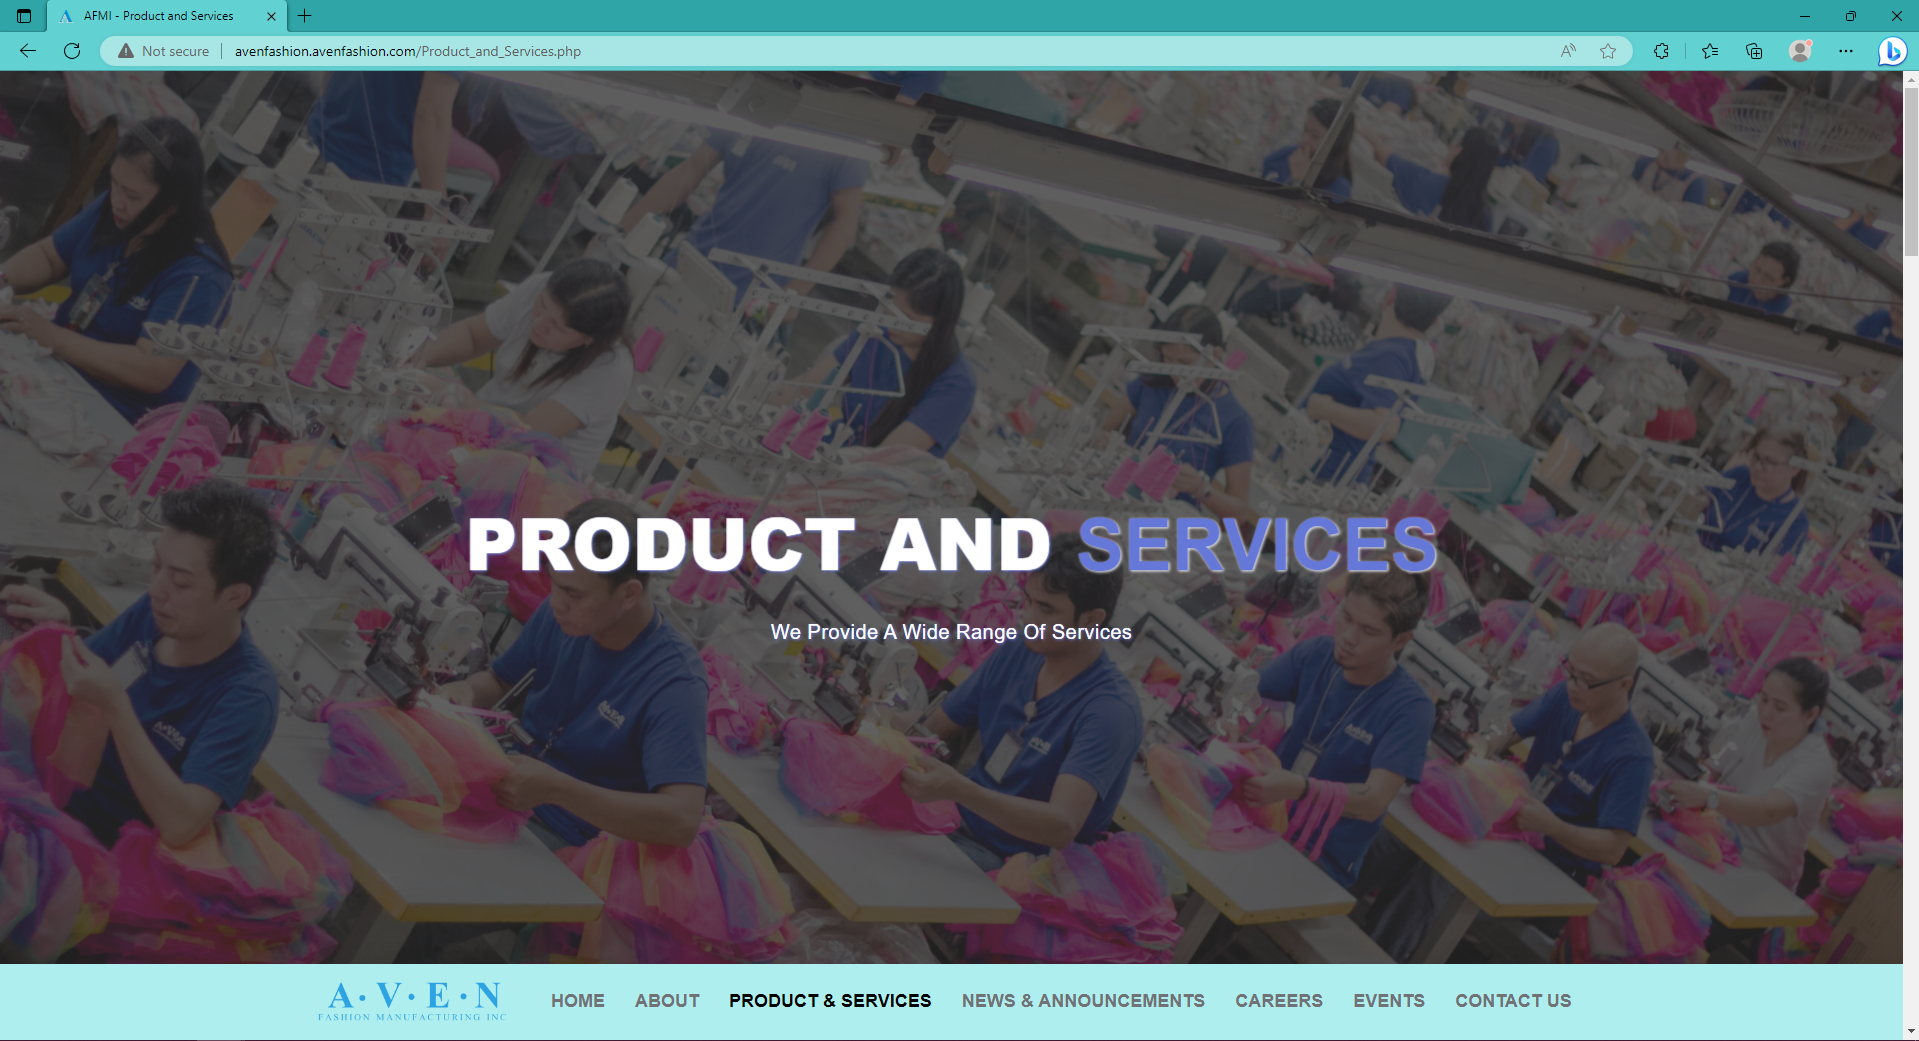 AFMI - Product and Services
Not secure
avenfashion.avenfashion.com/Product_and_Services.php
PRODUCT AND SERVICES
We Provide A Wide Range Of Services
A·V·E·N
FASHION MANUFACTURING INC
HOME
ABOUT
PRODUCT & SERVICES
NEWS & ANNOUNCEMENTS
CAREERS
EVENTS
CONTACT US